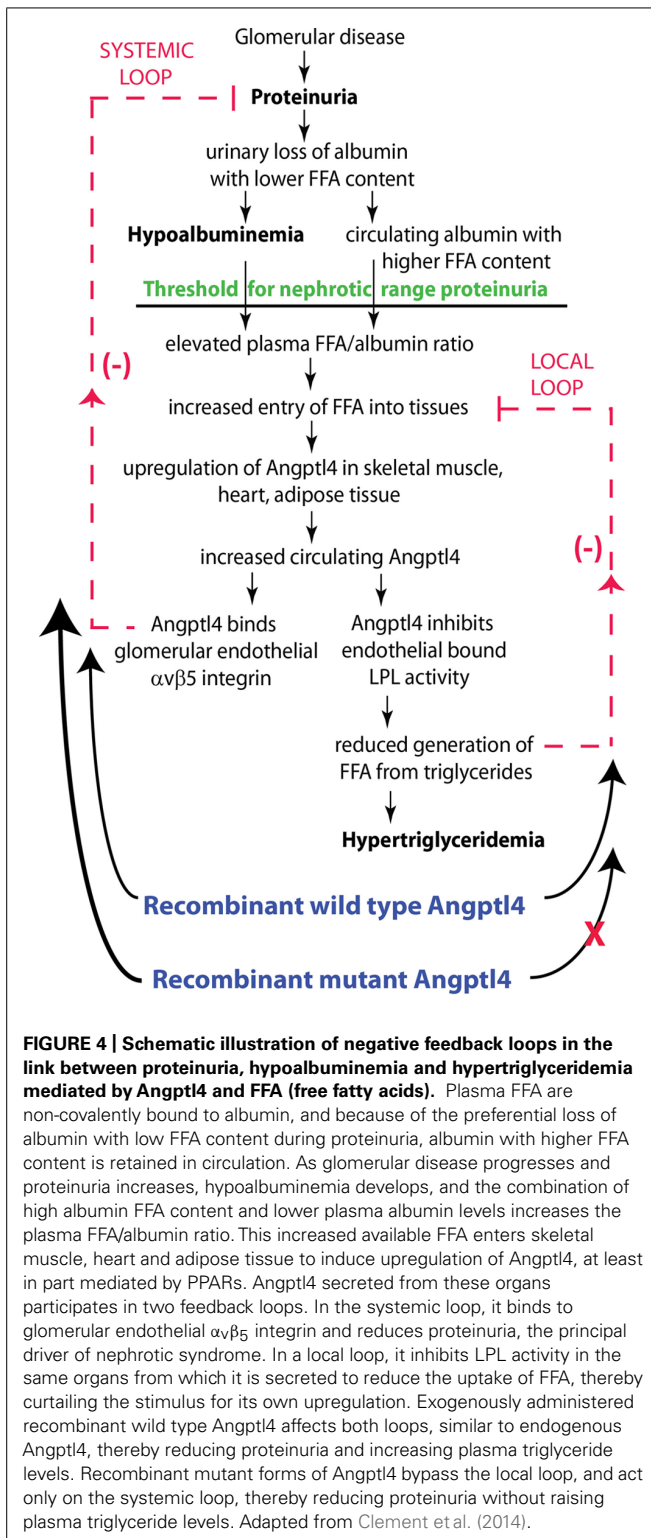 Glomerular disease
SYSTEMIC
LOOP
Proteinuria
urinary loss of albumin
with lower FFA content
Hypoalbuminemia
circulating albumin with
higher FFA content
Threshold for nephrotic range proteinuria
elevated plasma FFA/albumin ratio
(-)
LOCAL
LOOP
increased entry of FFA into tissues
upregulation of Angptl4 in skeletal muscle,
heart, adipose tissue
(-)
increased circulating Angptl4
Angptl4 binds
glomerular endothelial
αvβ5 integrin
Angptl4 inhibits
endothelial bound
LPL activity
reduced generation of
FFA from triglycerides
Hypertriglyceridemia
Recombinant wild type Angptl4
X
Recombinant mutant Angptl4
FIGURE 4 | Schematic illustration of negative feedback loops in the
link between proteinuria, hypoalbuminemia and hypertriglyceridemia
mediated by Angptl4 and FFA (free fatty acids). Plasma FFA are
non-covalently bound to albumin, and because of the preferential loss of
albumin with low FFA content during proteinuria, albumin with higher FFA
content is retained in circulation. As glomerular disease progresses and
proteinuria increases, hypoalbuminemia develops, and the combination of
high albumin FFA content and lower plasma albumin levels increases the
plasma FFA/albumin ratio. This increased available FFA enters skeletal
muscle, heart and adipose tissue to induce upregulation of Angptl4, at least
in part mediated by PPARs. Angptl4 secreted from these organs
participates in two feedback loops. In the systemic loop, it binds to
glomerular endothelial αvβ5 integrin and reduces proteinuria, the principal
driver of nephrotic syndrome. In a local loop, it inhibits LPL activity in the
same organs from which it is secreted to reduce the uptake of FFA, thereby
curtailing the stimulus for its own upregulation. Exogenously administered
recombinant wild type Angptl4 affects both loops, similar to endogenous
Angptl4, thereby reducing proteinuria and increasing plasma triglyceride
levels. Recombinant mutant forms of Angptl4 bypass the local loop, and act
only on the systemic loop, thereby reducing proteinuria without raising
plasma triglyceride levels. Adapted from Clement et al. (2014).